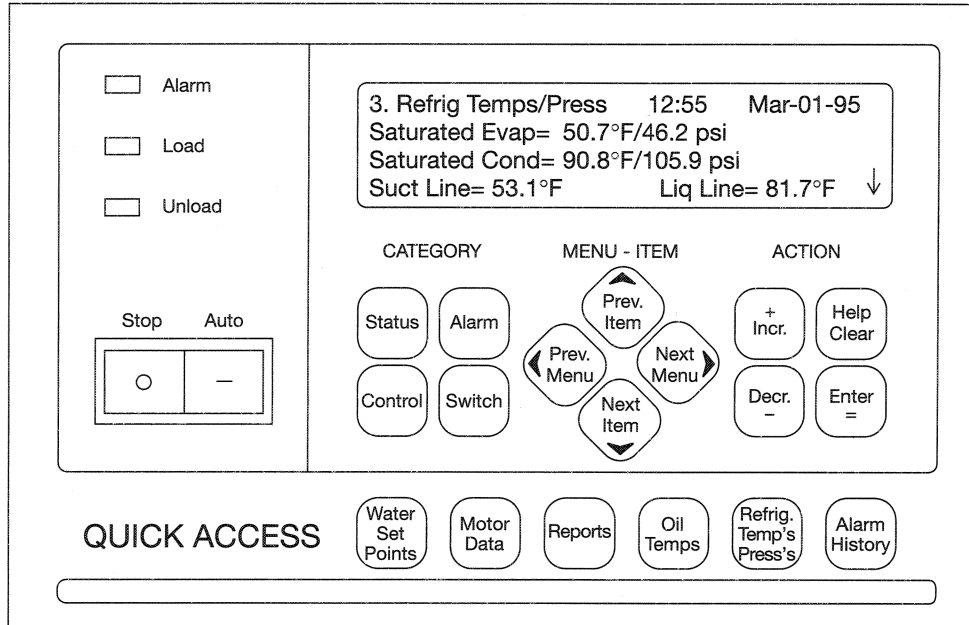 Alarm
Load
Unload
Stop Auto
3. Refrig Temps/Press 12:55 Mar-01-95
Saturated Evap= 50.7°F/46.2 psi
Saturated Cond= 90.8°F/105.9 psi
Suct Line= 53.1°F Liq Line= 81.7°F ↓
CATEGORY MENU - ITEM ACTION
Status
Alarm
Control
Switch
Prev.
Item
Prev.
Menu
Next
Menu
Next
Item
+
Incr.
Help
Clear
Decr.
−
Enter
=
QUICK ACCESS
Water
Set
Points
Motor
Data
Reports
Oil
Temps
Refrig.
Temp's
Press's
Alarm
History